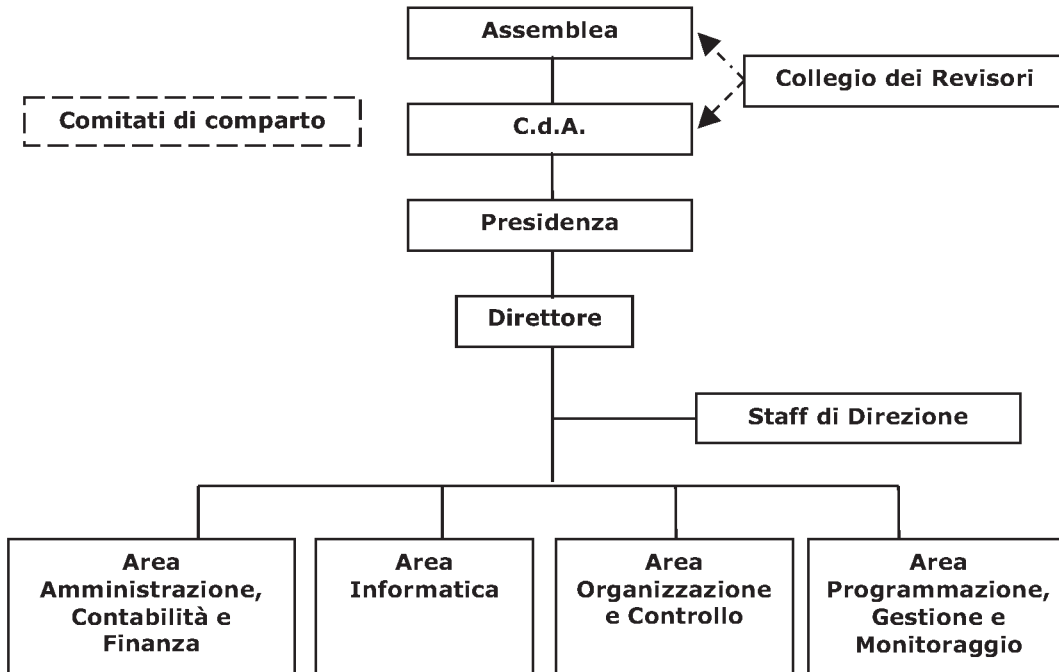 Assemblea
Collegio dei Revisori
Comitati di comparto
C.d.A.
Presidenza
Direttore
Staff di Direzione
Area
Amministrazione,
Contabilità e
Finanza
Area
Informatica
Area
Organizzazione
e Controllo
Area
Programmazione,
Gestione e
Monitoraggio